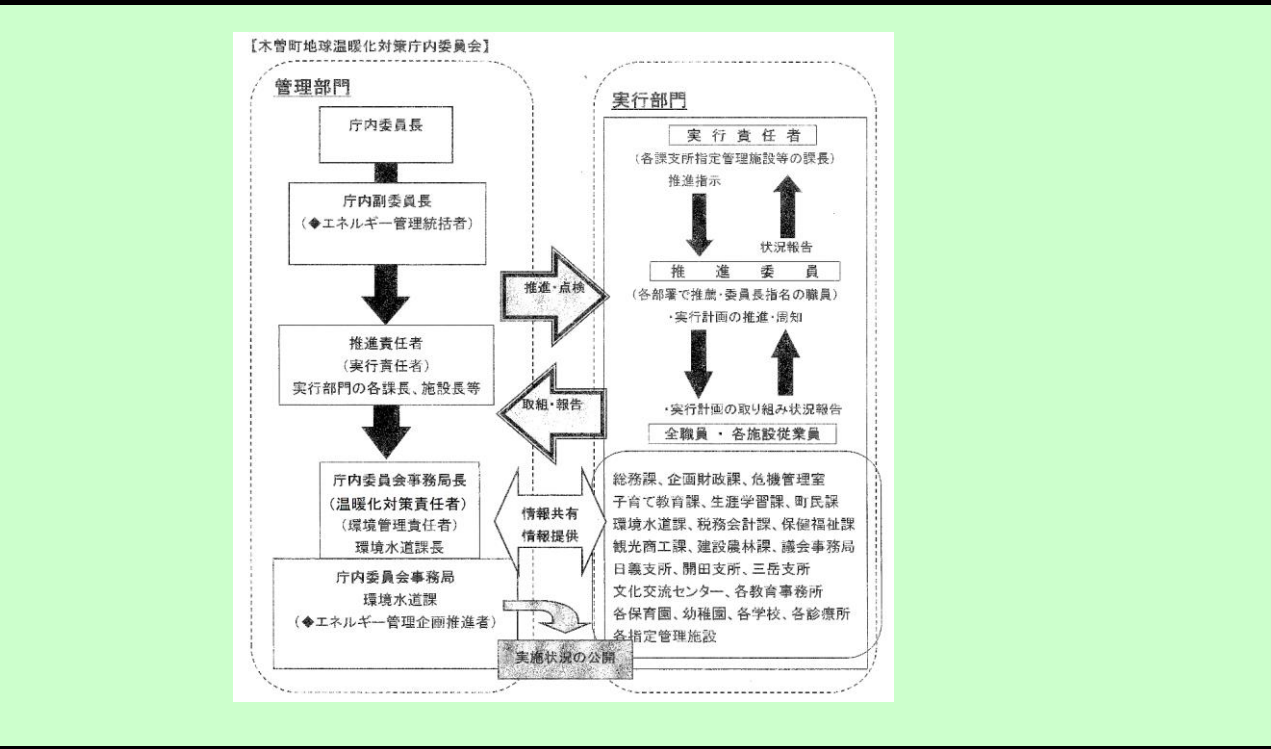 【木曽町地球温暖化対策庁内委員会】
管理部門
庁内委員長
庁内副委員長
(◆エネルギー管理統括者)
推進責任者
(実行責任者)
実行部門の各課長、施設長等
庁内委員会事務局長
(温暖化対策責任者)
(環境管理責任者)
環境水道課長
庁内委員会事務局
環境水道課
(◆エネルギー管理企画推進者)
推進・点検
取組・報告
情報共有
情報提供
実施状況の公開
実行部門
実行責任者
(各課支所指定管理施設等の課長)
推進指示
状況報告
推進委員
(各部署で推薦・委員長指名の職員)
・実行計画の推進・周知
・実行計画の取り組み状況報告
全職員・各施設従業員
総務課、企画財政課、危機管理室
子育て教育課、生涯学習課、町民課
環境水道課、税務会計課、保健福祉課
観光商工課、建設農林課、議会事務局
日義支所、開田支所、三岳支所
文化交流センター、各教育事務所
各保育園、幼稚園、各学校、各診療所
各指定管理施設